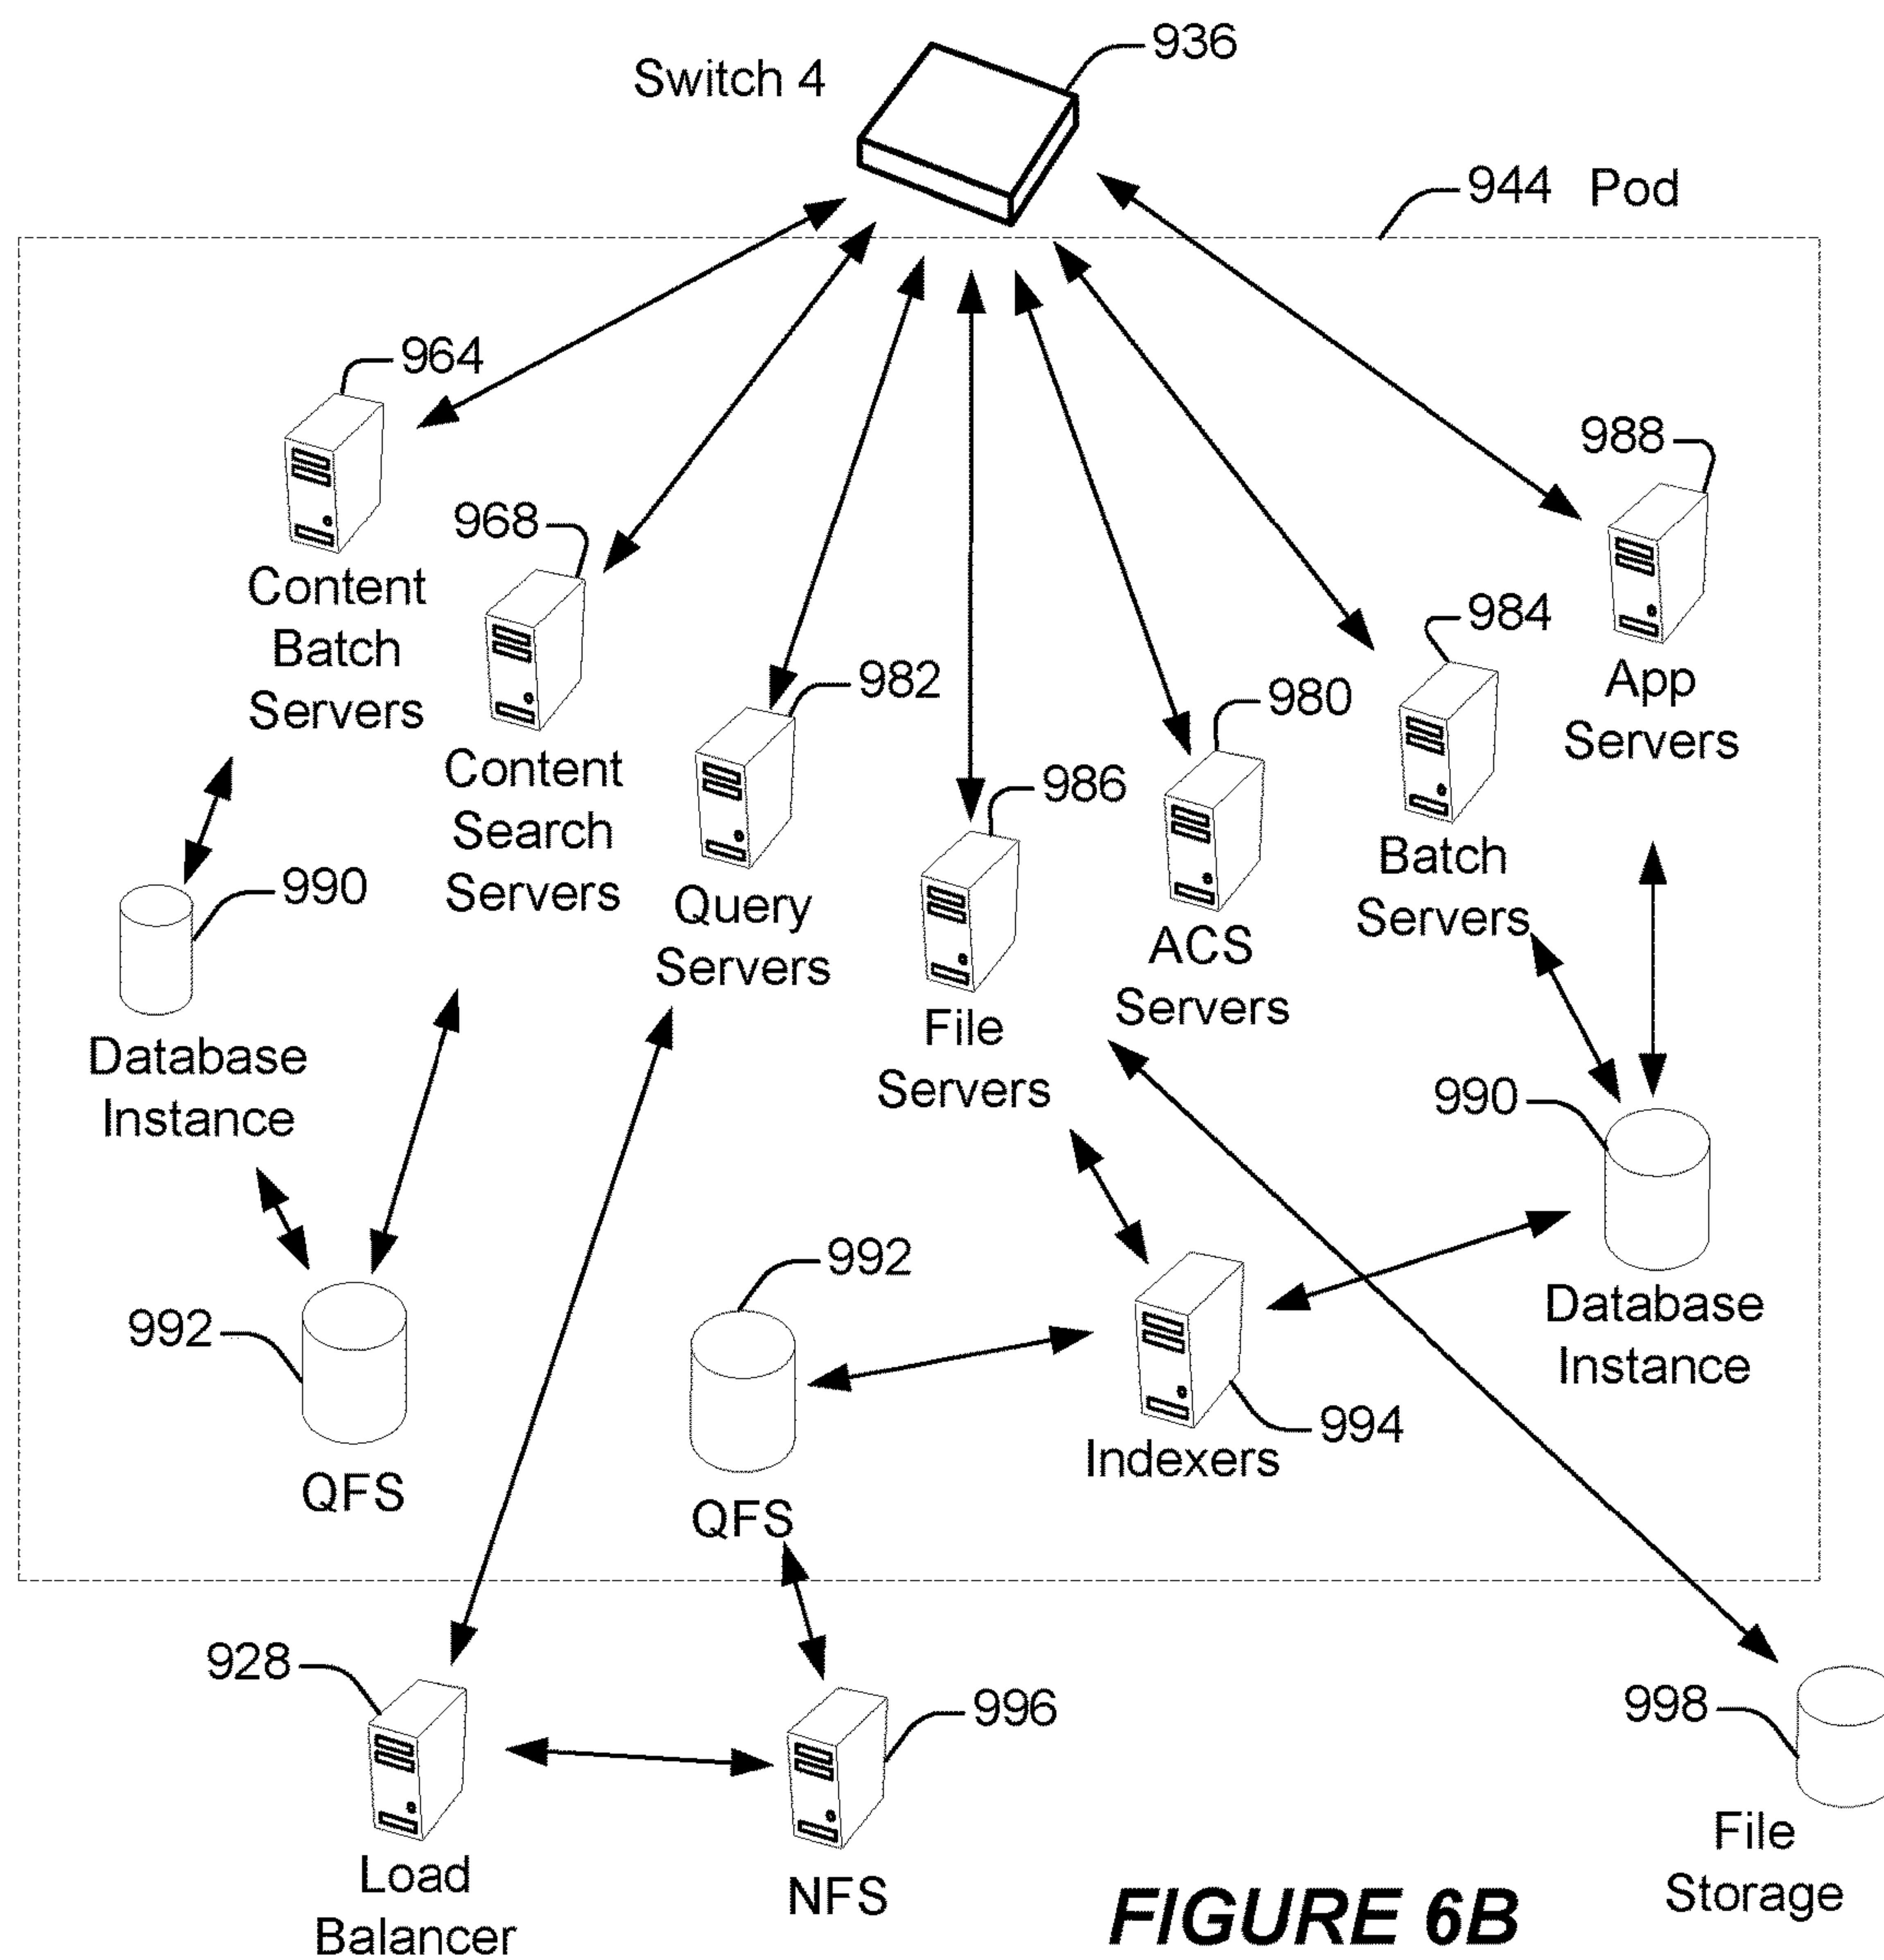 936
Switch 4
944 Pod
964
988
Content
Batch
Servers
968
984
App
Servers
982
980
Content
Search
Servers
986
Batch
Servers
990
Query
Servers
ACS
Servers
Database
Instance
File
Servers
990
992
992
Database
Instance
994
Indexers
QFS
QFS
928
996
998
File
Storage
Load
Balancer
NFS
FIGURE 6B